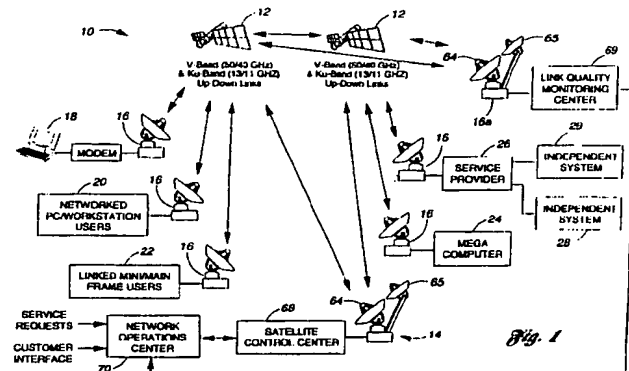 10
12
12
V-Band (50/40 GHz)
& Ku-Band (13/11 GHz)
Up-Down Links
V-Band (50/40 GHz)
& Ku-Band (13/11 GHz)
Up-Down Links
64
65
69
LINK QUALITY
MONITORING
CENTER
16a
18
16
MODEM
20
NETWORKED
PC/WORKSTATION
USERS
16
22
LINKED MINI/MAIN
FRAME USERS
16
16
26
SERVICE
PROVIDER
29
INDEPENDENT
SYSTEM
INDEPENDENT
SYSTEM
28
16
24
MEGA
COMPUTER
64
65
14
68
SATELLITE
CONTROL CENTER
SERVICE
REQUESTS
CUSTOMER
INTERFACE
NETWORK
OPERATIONS
CENTER
70
Fig. 1